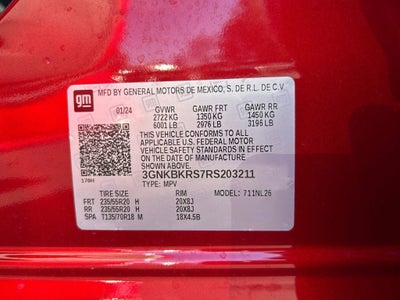 MFD BY GENERAL MOTORS DE MEXICO, S. DE R.L. DE C.V.
gm
01/24 GVWR GAWR FRT GAWR RR
2722 KG 1350 KG 1450 KG
6001 LB 2976 LB 3196 LB
THIS VEHICLE CONFORMS TO ALL
APPLICABLE U.S. FEDERAL MOTOR
VEHICLE SAFETY STANDARDS IN
EFFECT ON THE DATE OF
MANUFACTURE SHOWN ABOVE.
3GNKBKRS7RS203211
TYPE: MPV MODEL: 711NL26
TIRE SIZE RIM
FRT 235/55R20 H 20X8J
RR 235/55R20 H 20X8J
SPA T135/70R18 M 18X4.5B